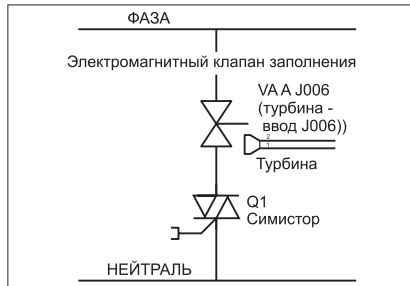 ФАЗА
Электромагнитный клапан заполнения
VA A J006
(турбина -
ввод J006))
2
1
Турбина
Q1
Симистор
НЕЙТРАЛЬ